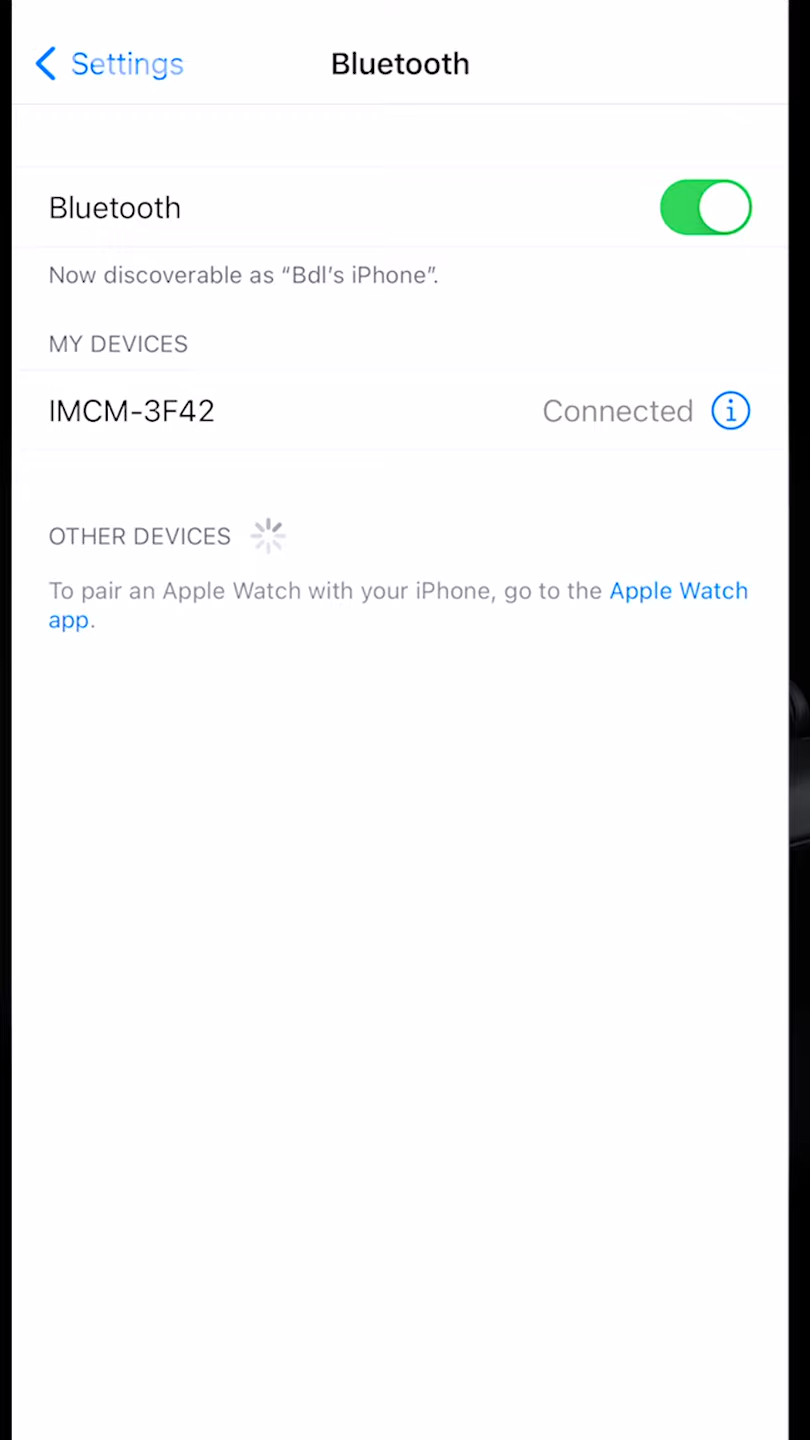 Settings
Bluetooth
Bluetooth
Now discoverable as “Bdl’s iPhone”.
MY DEVICES
IMCM-3F42
Connected
OTHER DEVICES
To pair an Apple Watch with your iPhone, go to the Apple Watch
app.